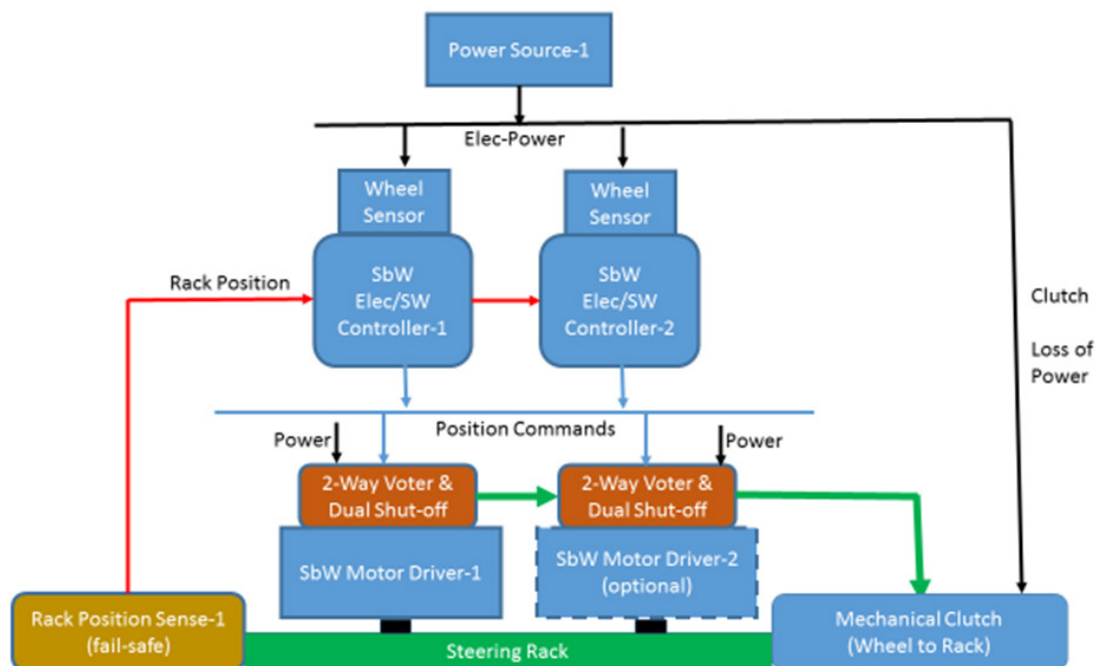 Power Source-1
Elec-Power
Wheel
Sensor
Wheel
Sensor
SbW
Elec/SW
Controller-1
SbW
Elec/SW
Controller-2
Rack Position
Clutch
Loss of
Power
Position Commands
Power
Power
2-Way Voter &
Dual Shut-off
2-Way Voter &
Dual Shut-off
SbW Motor Driver-1
SbW Motor Driver-2
(optional)
Rack Position Sense-1
(fail-safe)
Steering Rack
Mechanical Clutch
(Wheel to Rack)